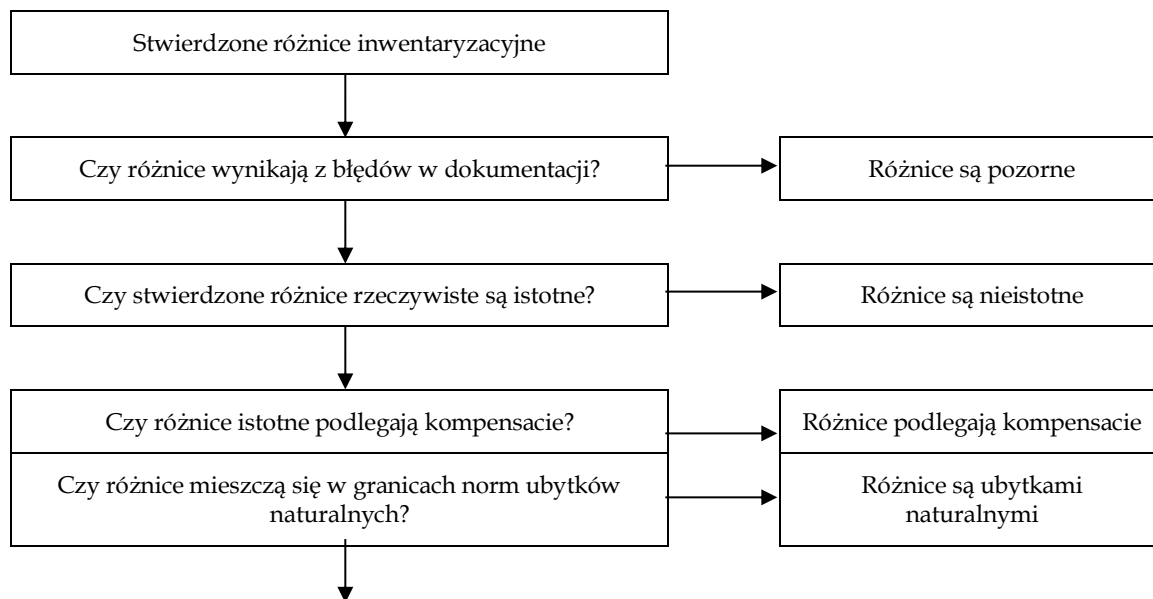 Stwierdzone różnice inwentaryzacyjne
Czy różnice wynikają z błędów w dokumentacji?
Różnice są pozorne
Czy stwierdzone różnice rzeczywiste są istotne?
Różnice są nieistotne
Czy różnice istotne podlegają kompensacie?
Różnice podlegają kompensacie
Czy różnice mieszczą się w granicach norm ubytków
naturalnych?
Różnice są ubytkami
naturalnymi